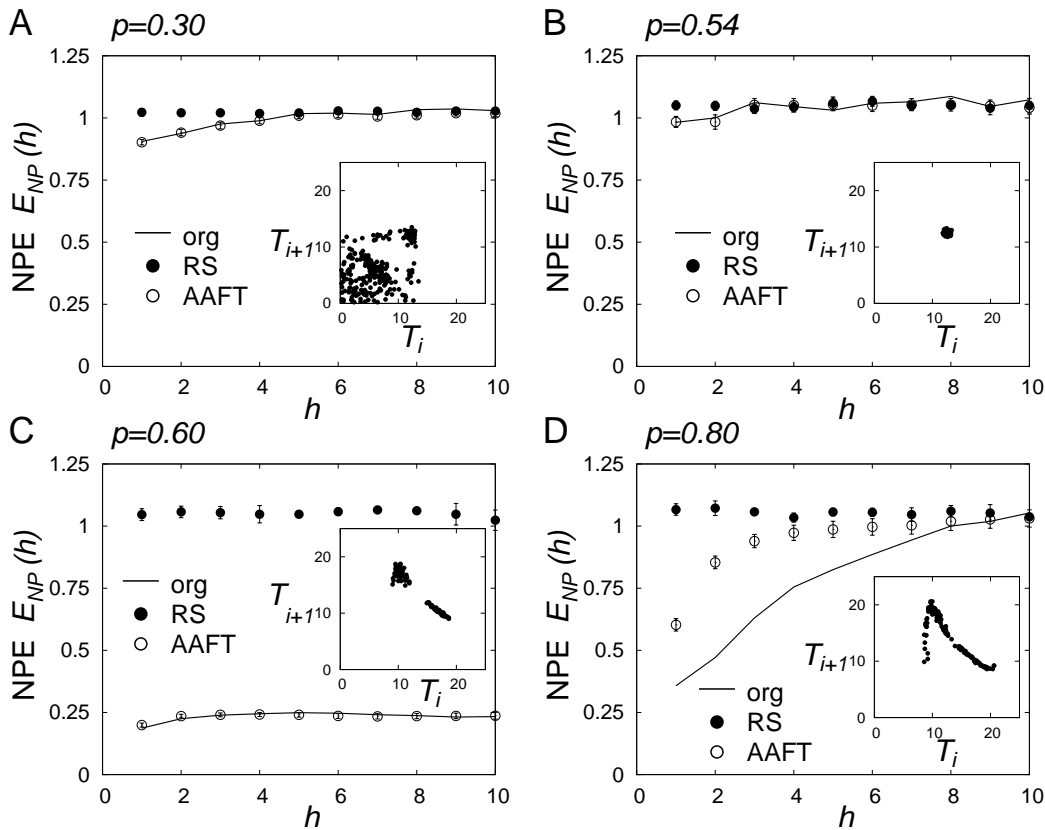 A p=0.30
1.25
1
0.75
0.5
0.25
0
NPE E_NP (h)
org
RS
AAFT
20
T_{i+1} 10
0
0 10 20
T_i
0 2 4 6 8 10
h
B p=0.54
1.25
1
0.75
0.5
0.25
0
NPE E_NP (h)
org
RS
AAFT
20
T_{i+1} 10
0
0 10 20
T_i
0 2 4 6 8 10
h
C p=0.60
1.25
1
0.75
0.5
0.25
0
NPE E_NP (h)
org
RS
AAFT
20
T_{i+1} 10
0
0 10 20
T_i
0 2 4 6 8 10
h
D p=0.80
1.25
1
0.75
0.5
0.25
0
NPE E_NP (h)
20
T_{i+1} 10
0
0 10 20
T_i
org
RS
AAFT
0 2 4 6 8 10
h